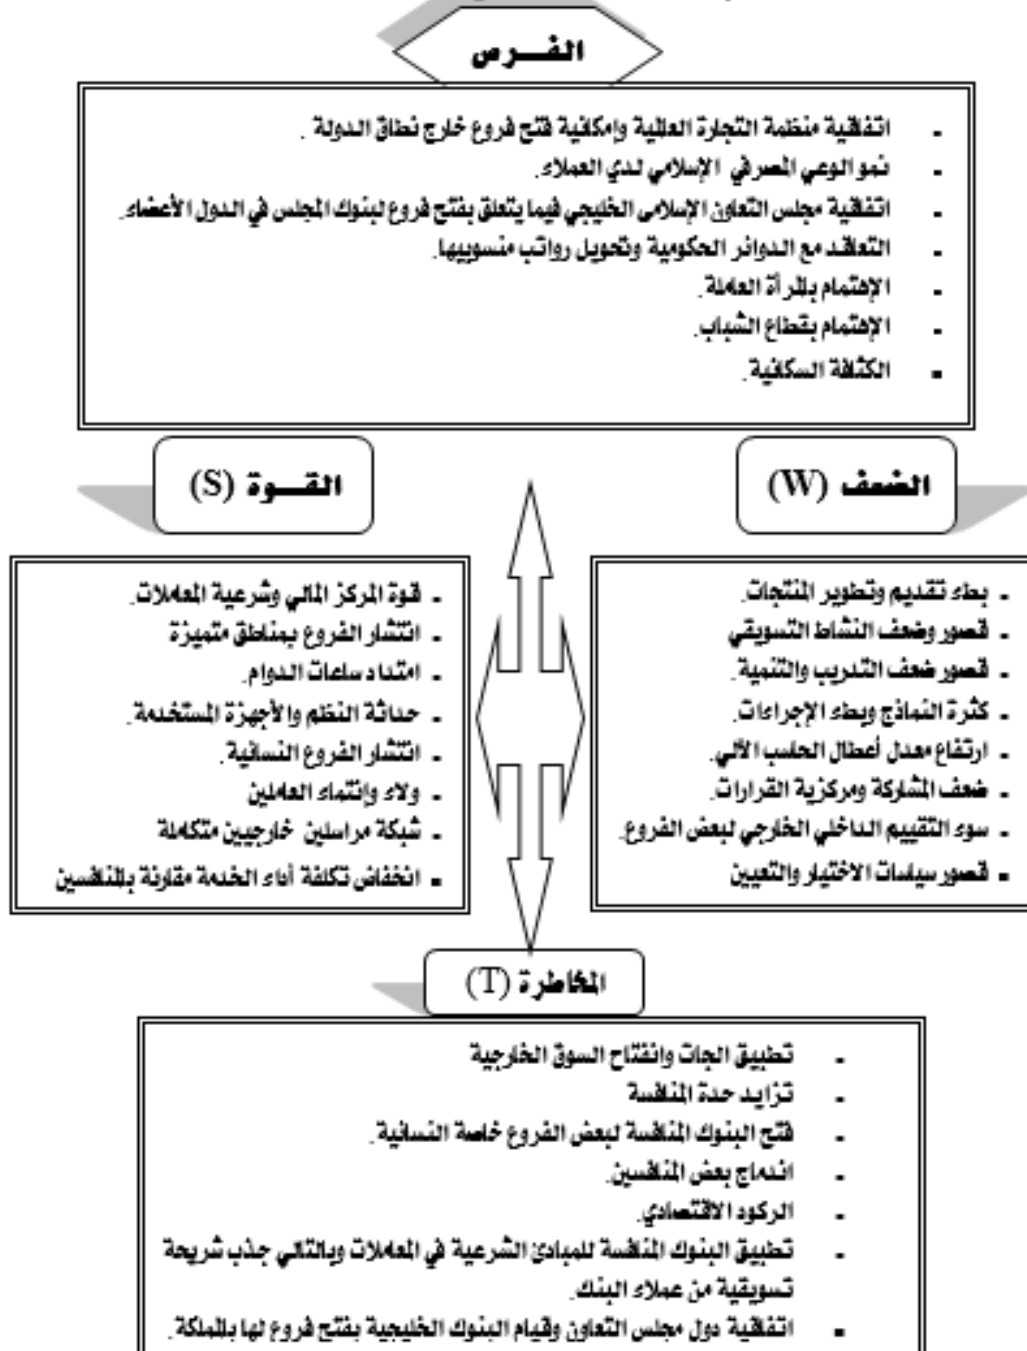 الفـــرص
- اتفاقية منظمة التجارة العالمية وإمكانية فتح فروع خارج نطاق الدولة .
- نمو الوعي المصرفي الإسلامي لدي العملاء.
- اتفاقية مجلس التعاون الإسلامي الخليجي فيما يتعلق بفتح فروع لبنوك المجلس في الدول الأعضاء.
- التعاقد مع الدوائر الحكومية وتحويل رواتب منسوبيها.
- الإهتمام بالمرأة العاملة.
- الإهتمام بقطاع الشباب.
- الكثافة السكانية.
الضعف (W)
- بطء تقديم وتطوير المنتجات.
- قصور وضعف النشاط التسويقي
- قصور ضعف التدريب والتنمية.
- كثرة النماذج وبطء الإجراءات.
- ارتفاع معدل أعطال الحاسب الألي.
- ضعف المشاركة ومركزية القرارات.
- سوء التقييم الداخلي الخارجي لبعض الفروع.
- قصور سياسات الاختيار والتعيين
القـــوة (S)
- قوة المركز المالي وشرعية المعاملات.
- انتشار الفروع بمناطق متميزة
- امتداد ساعات الدوام.
- حداثة النظم والأجهزة المستخدمة.
- انتشار الفروع النسائية.
- ولاء وإنتماء العاملين
- شبكة مراسلين خارجيين متكاملة
- انخفاض تكلفة أداء الخدمة مقارنة بالمنافسين
المخاطرة (T)
- تطبيق الجات وانفتاح السوق الخارجية
- تزايد حدة المنافسة
- فتح البنوك المنافسة لبعض الفروع خاصة النسائية.
- اندماج بعض المنافسين.
- الركود الاقتصادي.
- تطبيق البنوك المنافسة للمبادئ الشرعية في المعاملات وبالتالي جذب شريحة
تسويقية من عملاء البنك.
- اتفاقية دول مجلس التعاون وقيام البنوك الخليجية بفتح فروع لها بالمملكة.